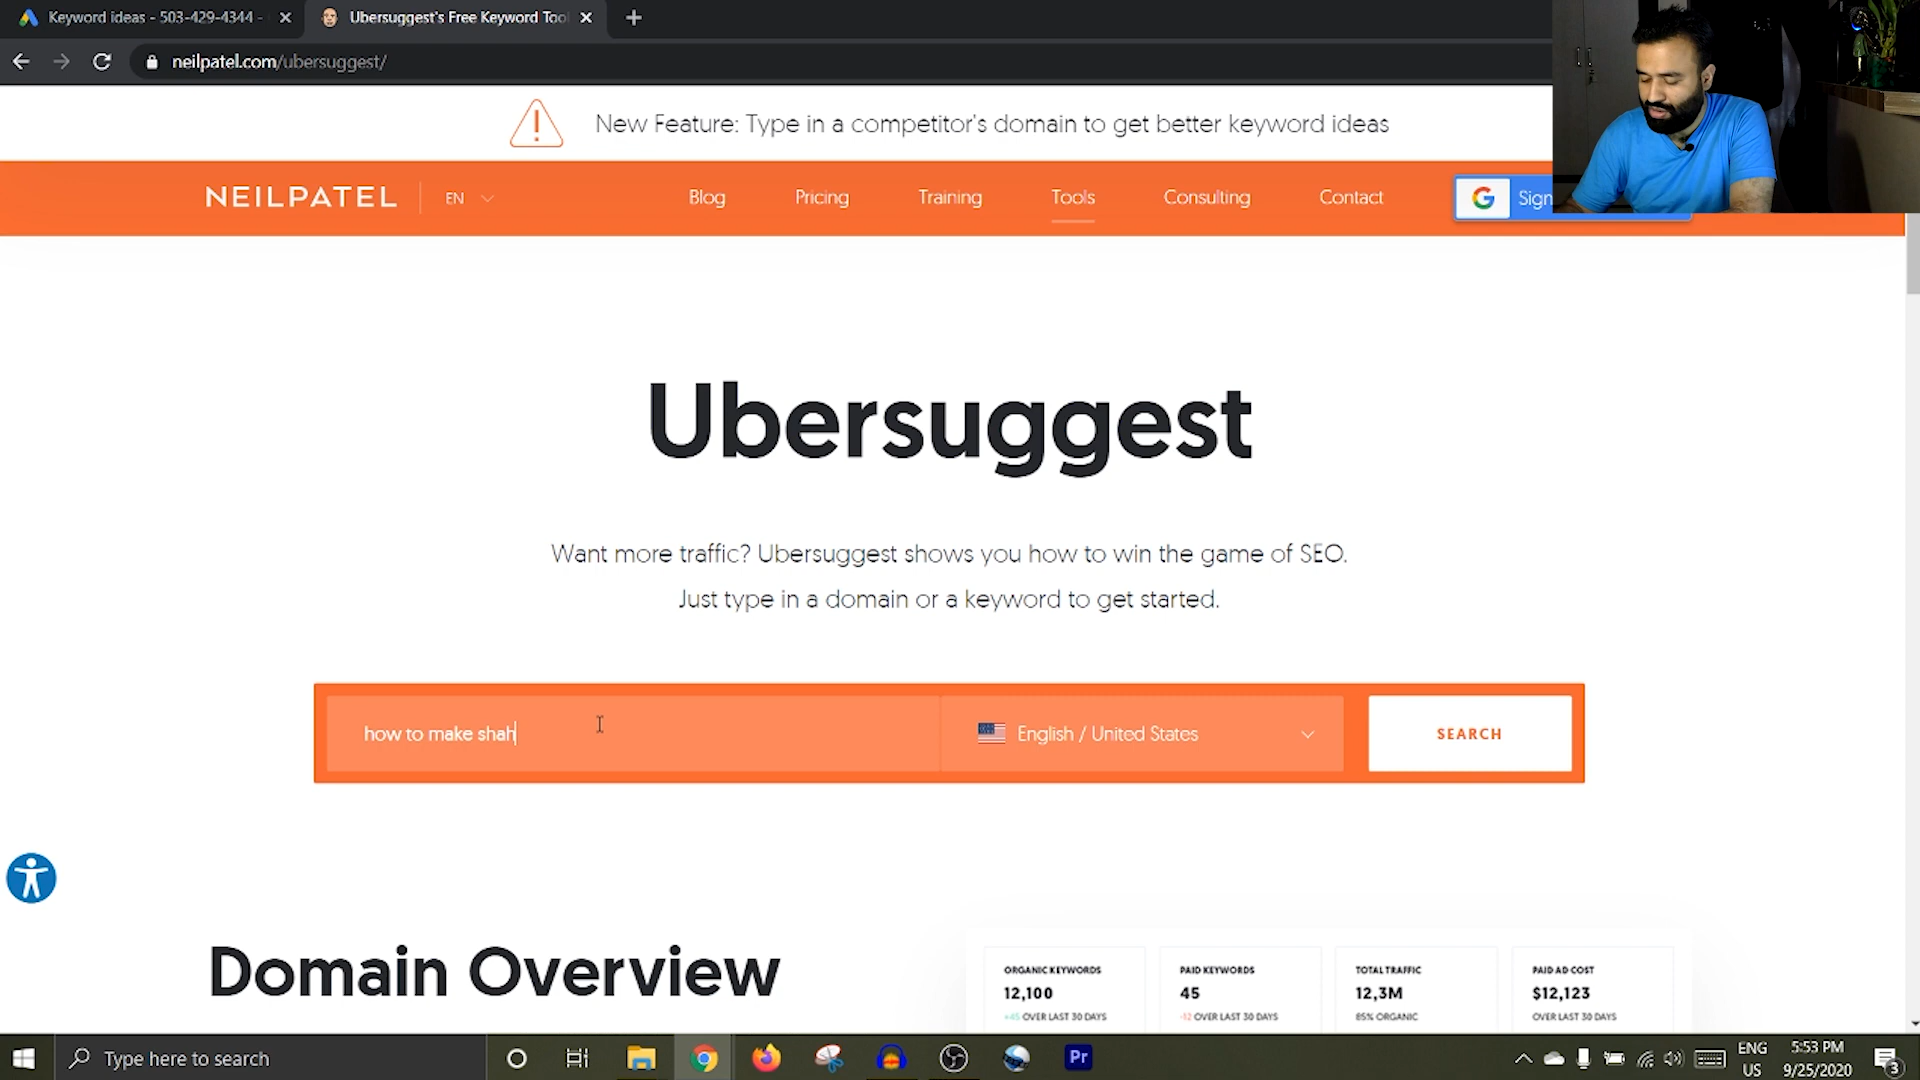 Keyword ideas - 503-429-4344 -
Ubersuggest's Free Keyword Tool
neilpatel.com/ubersuggest/
New Feature: Type in a competitor's domain to get better keyword ideas
NEILPATEL
EN
Blog
Pricing
Training
Tools
Consulting
Contact
G
Sign
Ubersuggest
Want more traffic? Ubersuggest shows you how to win the game of SEO.
Just type in a domain or a keyword to get started.
how to make shah
English / United States
SEARCH
Domain Overview
ORGANIC KEYWORDS
12,100
+45 OVER LAST 30 DAYS
PAID KEYWORDS
45
-12 OVER LAST 30 DAYS
TOTAL TRAFFIC
12,3M
85% ORGANIC
PAID AD COST
$12,123
OVER LAST 30 DAYS
Type here to search
Pr
ENG
US
5:53 PM
9/25/2020
3